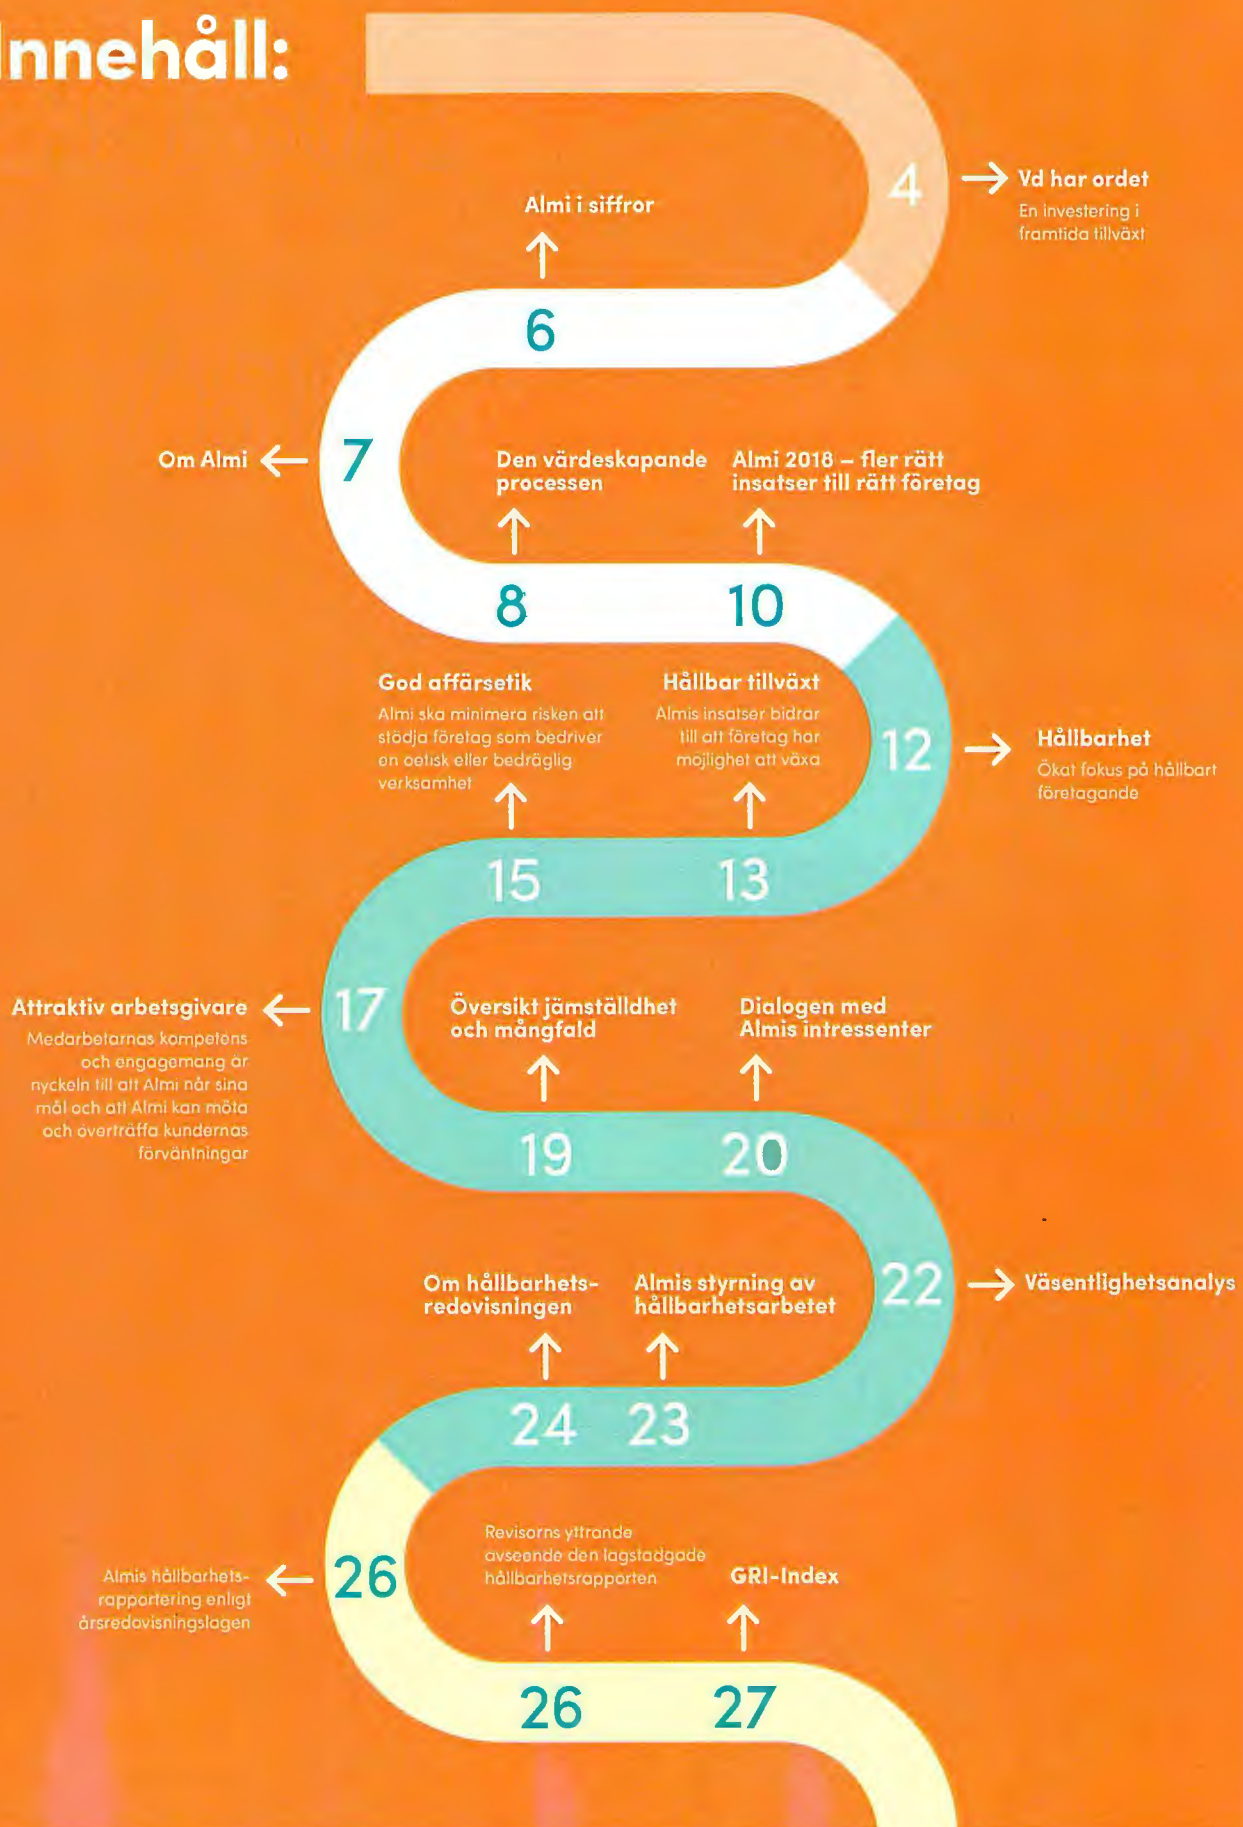 Innehåll:
4
Vd har ordet
En investering i
framtida tillväxt
Almi i siffror
6
Om Almi
7
Den värdeskapande
processen
8
Almi 2018 – fler rätt
insatser till rätt företag
10
12
Hållbarhet
Ökat fokus på hållbart
företagande
Hållbar tillväxt
Almis insatser bidrar
till att företag har
möjlighet att växa
13
God affärsetik
Almi ska minimera risken att
stödja företag som bedriver
en oetisk eller bedräglig
verksamhet
15
Attraktiv arbetsgivare
Medarbetarnas kompetens
och engagemang är
nyckeln till att Almi når sina
mål och att Almi kan möta
och överträffa kundernas
förväntningar
17
Översikt jämställdhet
och mångfald
19
Dialogen med
Almis intressenter
20
22
Väsentlighetsanalys
Almis styrning av
hållbarhetsarbetet
23
Om hållbarhets-
redovisningen
24
Almis hållbarhets-
rapportering enligt
årsredovisningslagen
26
Revisorns yttrande
avseende den lagstadgade
hållbarhetsrapporten
26
GRI-Index
27